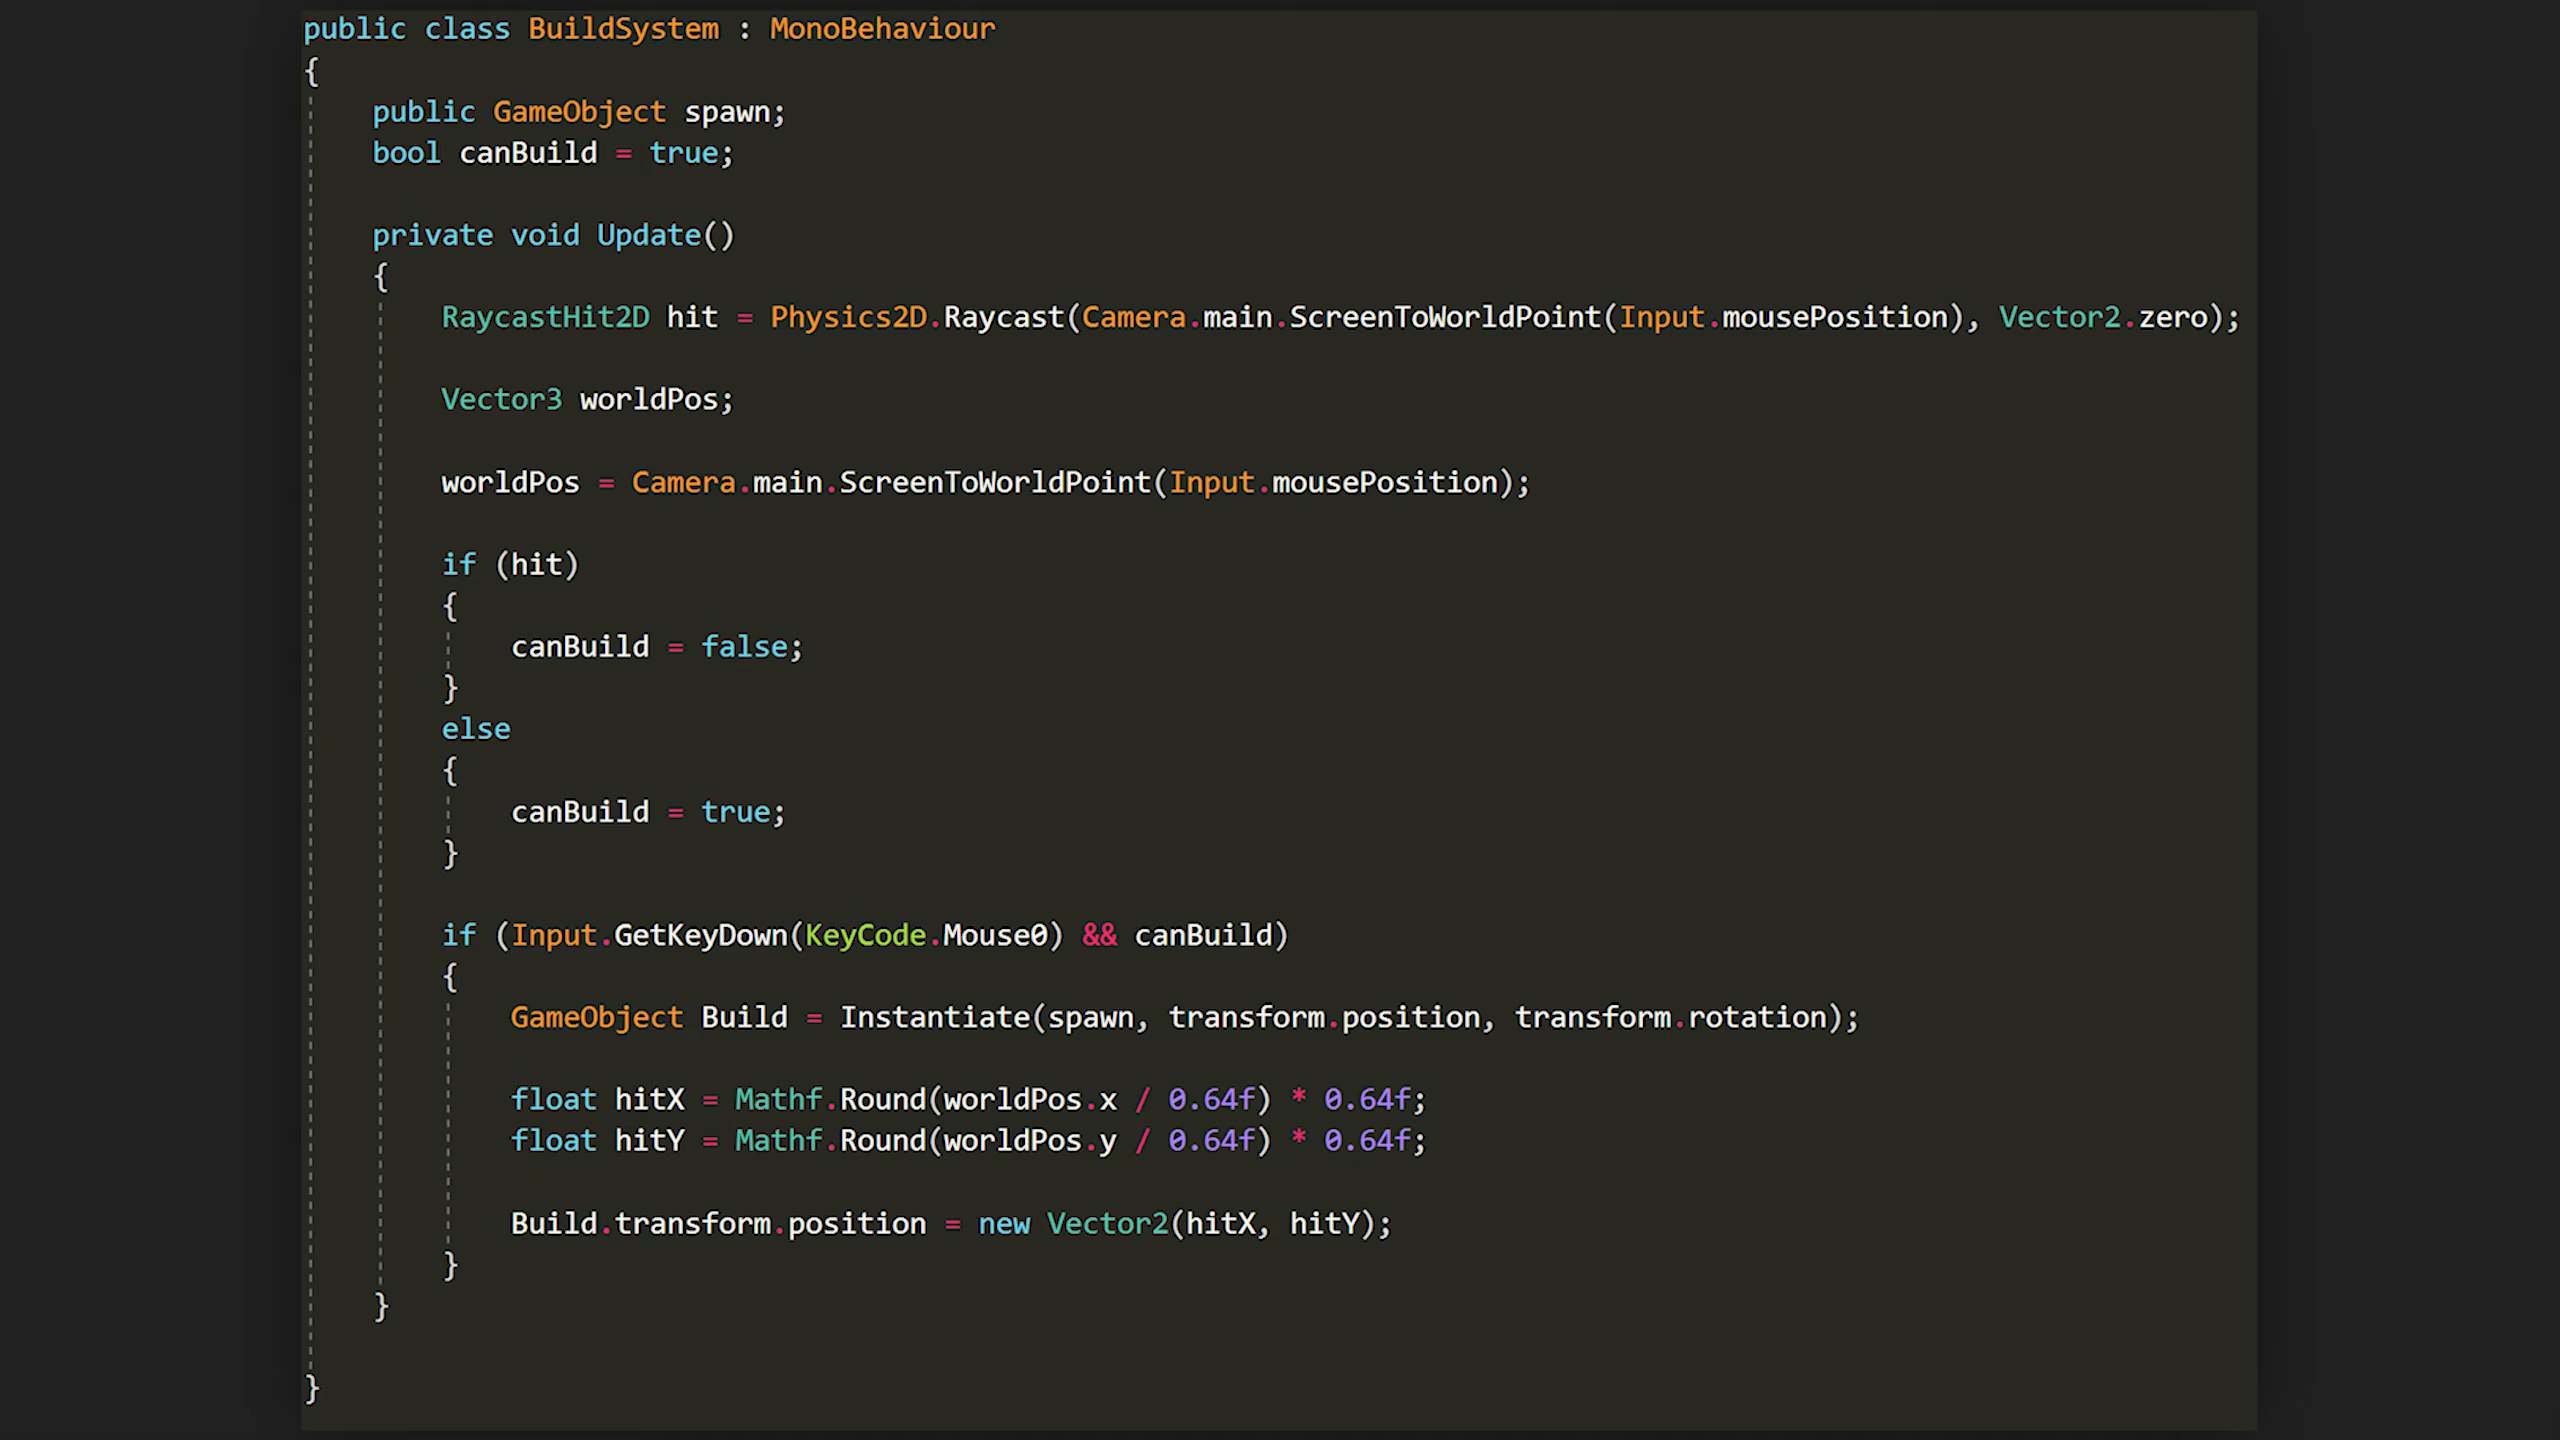 public class BuildSystem : MonoBehaviour
{
    public GameObject spawn;
    bool canBuild = true;

    private void Update()
    {
        RaycastHit2D hit = Physics2D.Raycast(Camera.main.ScreenToWorldPoint(Input.mousePosition), Vector2.zero);

        Vector3 worldPos;

        worldPos = Camera.main.ScreenToWorldPoint(Input.mousePosition);

        if (hit)
        {
            canBuild = false;
        }
        else
        {
            canBuild = true;
        }

        if (Input.GetKeyDown(KeyCode.Mouse0) && canBuild)
        {
            GameObject Build = Instantiate(spawn, transform.position, transform.rotation);

            float hitX = Mathf.Round(worldPos.x / 0.64f) * 0.64f;
            float hitY = Mathf.Round(worldPos.y / 0.64f) * 0.64f;

            Build.transform.position = new Vector2(hitX, hitY);
        }
    }

}